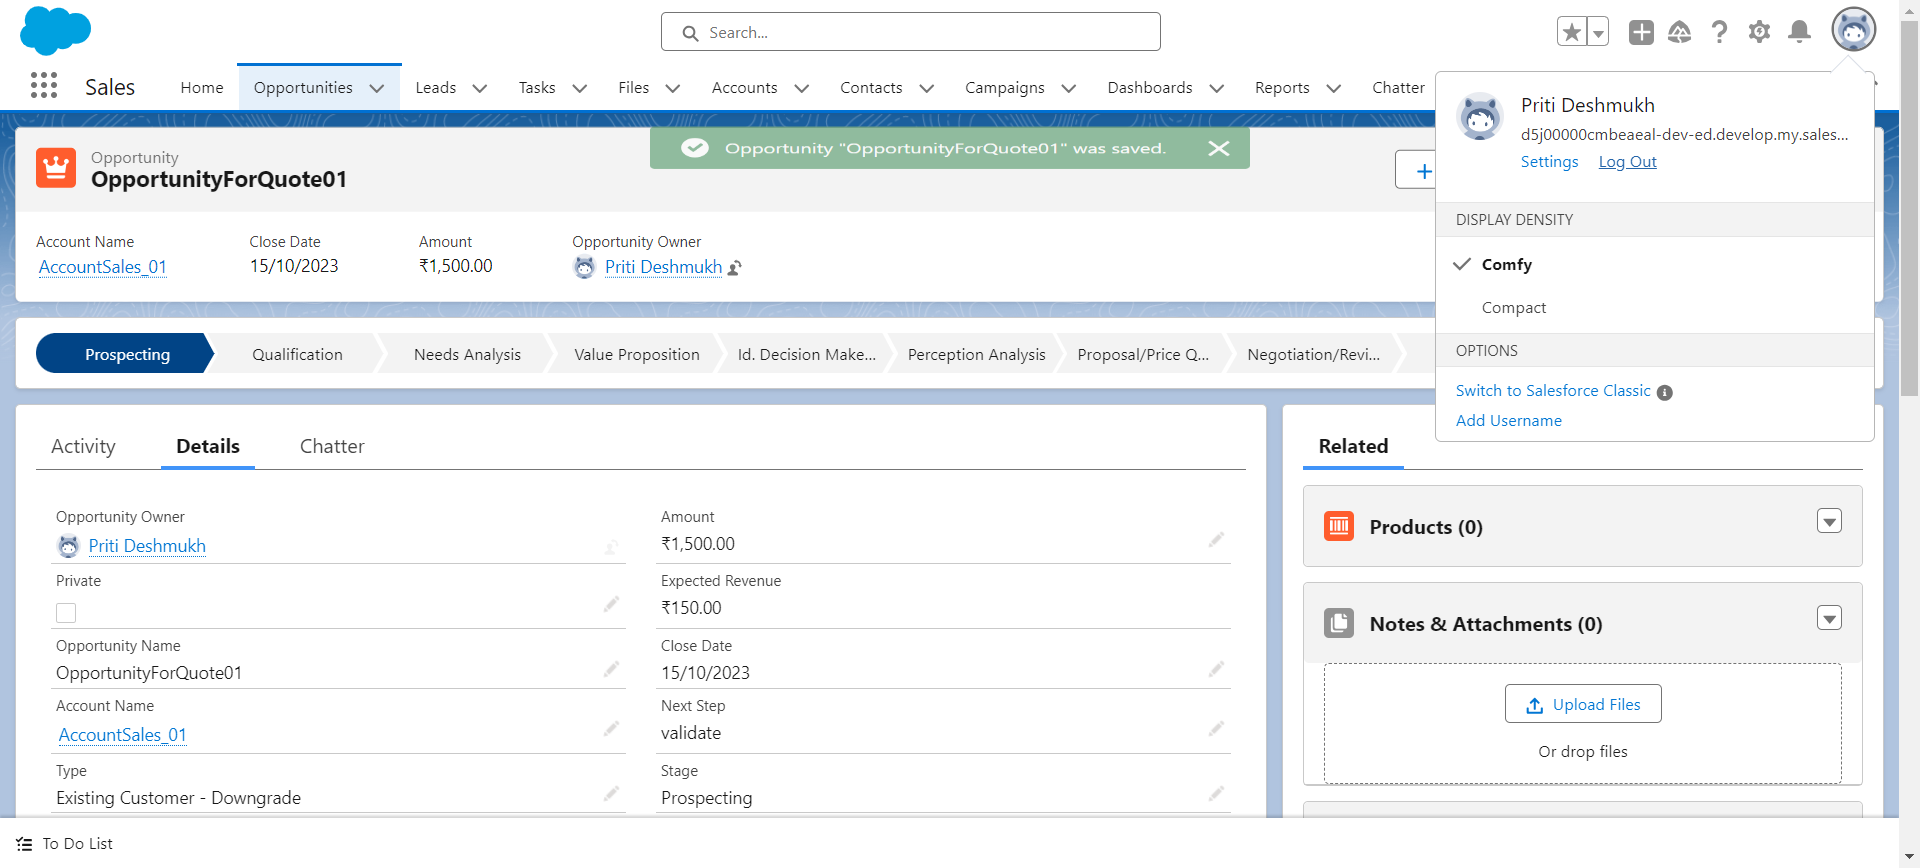 Search...
Sales
Home
Opportunities
Leads
Tasks
Files
Accounts
Contacts
Campaigns
Dashboards
Reports
Chatter
Opportunity "OpportunityForQuote01" was saved.
Opportunity
OpportunityForQuote01
Account Name
AccountSales_01
Close Date
15/10/2023
Amount
₹1,500.00
Opportunity Owner
Priti Deshmukh
Priti Deshmukh
d5j00000cmbeaeal-dev-ed.develop.my.sales...
Settings
Log Out
DISPLAY DENSITY
Comfy
Compact
OPTIONS
Switch to Salesforce Classic
Add Username
Prospecting
Qualification
Needs Analysis
Value Proposition
Id. Decision Make...
Perception Analysis
Proposal/Price Q...
Negotiation/Revi...
Activity
Details
Chatter
Opportunity Owner
Priti Deshmukh
Private
Opportunity Name
OpportunityForQuote01
Account Name
AccountSales_01
Type
Existing Customer - Downgrade
Amount
₹1,500.00
Expected Revenue
₹150.00
Close Date
15/10/2023
Next Step
validate
Stage
Prospecting
Related
Products (0)
Notes & Attachments (0)
Upload Files
Or drop files
To Do List